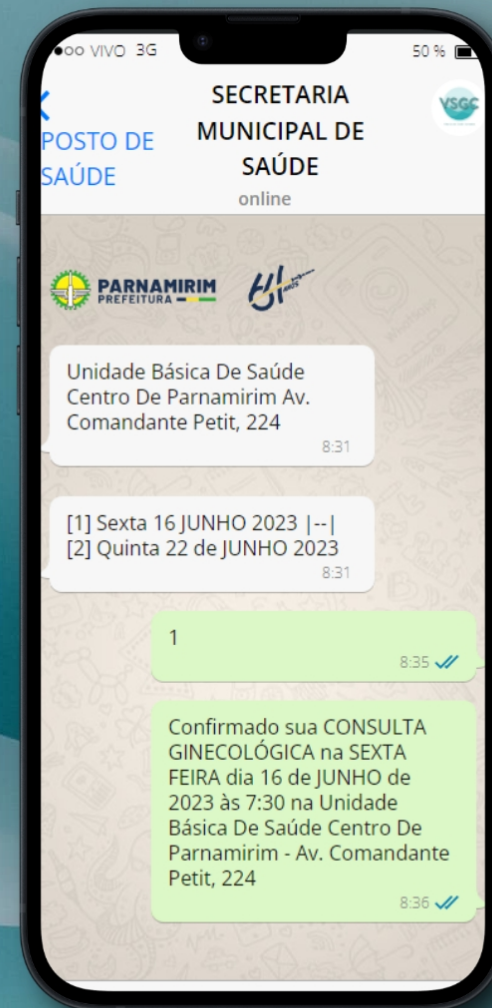 VIVO 3G
50 %
SECRETARIA
MUNICIPAL DE
SAÚDE
online
POSTO DE
SAÚDE
VSGC
PARNAMIRIM
PREFEITURA
Unidade Básica De Saúde
Centro De Parnamirim Av.
Comandante Petit, 224
8:31
[1] Sexta 16 JUNHO 2023 |--|
[2] Quinta 22 de JUNHO 2023
8:31
1
8:35
Confirmado sua CONSULTA
GINECOLÓGICA na SEXTA
FEIRA dia 16 de JUNHO de
2023 às 7:30 na Unidade
Básica De Saúde Centro De
Parnamirim - Av. Comandante
Petit, 224
8:36